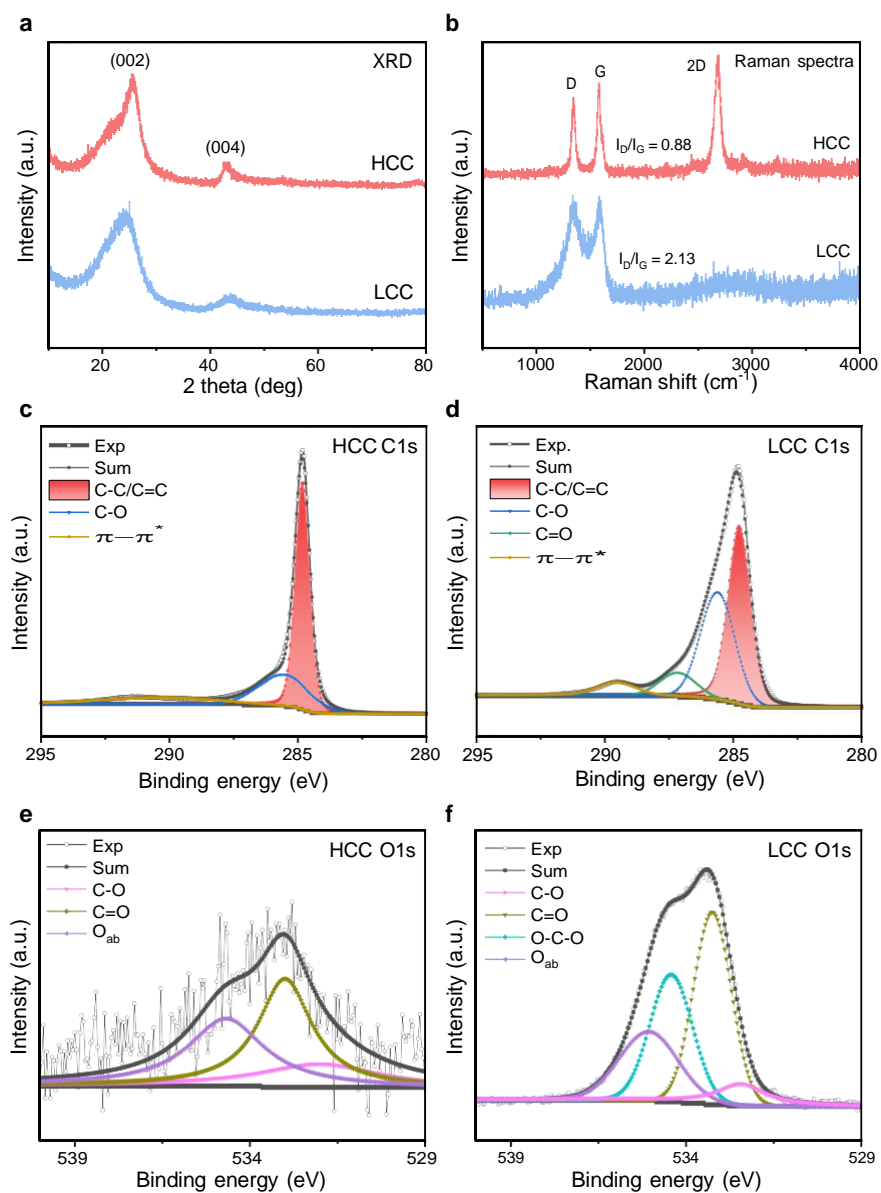 a
XRD
(002)
(004)
HCC
LCC
Intensity (a.u.)
20 40 60 80
2 theta (deg)
b
Raman spectra
D G 2D
I_D/I_G = 0.88
HCC
I_D/I_G = 2.13
LCC
Intensity (a.u.)
1000 2000 3000 4000
Raman shift (cm⁻¹)
c
HCC C1s
Exp
Sum
C-C/C=C
C-O
π—π*
Intensity (a.u.)
295 290 285 280
Binding energy (eV)
d
LCC C1s
Exp.
Sum
C-C/C=C
C-O
C=O
π—π*
Intensity (a.u.)
295 290 285 280
Binding energy (eV)
e
HCC O1s
Exp
Sum
C-O
C=O
O_ab
Intensity (a.u.)
539 534 529
Binding energy (eV)
f
LCC O1s
Exp
Sum
C-O
C=O
O-C-O
O_ab
Intensity (a.u.)
539 534 529
Binding energy (eV)